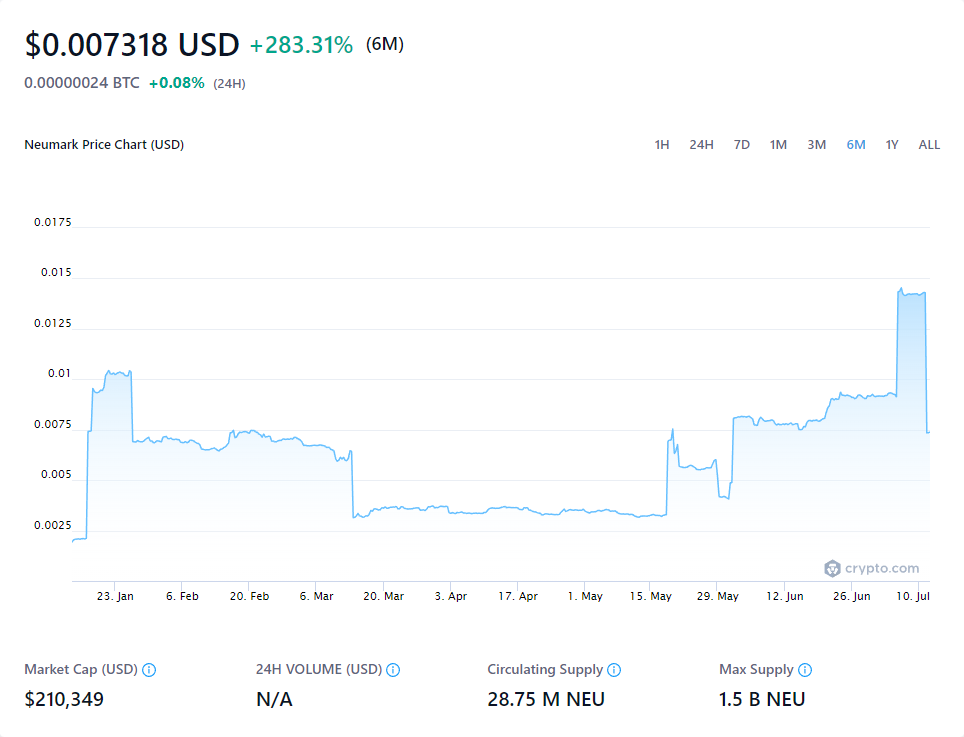 $0.007318 USD +283.31% (6M)
0.00000024 BTC +0.08% (24H)
Neumark Price Chart (USD) 1H 24H 7D 1M 3M 6M 1Y ALL
0.0175
0.015
0.0125
0.01
0.0075
0.005
0.0025
crypto.com
23. Jan 6. Feb 20. Feb 6. Mar 20. Mar 3. Apr 17. Apr 1. May 15. May 29. May 12. Jun 26. Jun 10. Jul
Market Cap (USD) 24H VOLUME (USD) Circulating Supply Max Supply
$210,349 N/A 28.75 M NEU 1.5 B NEU